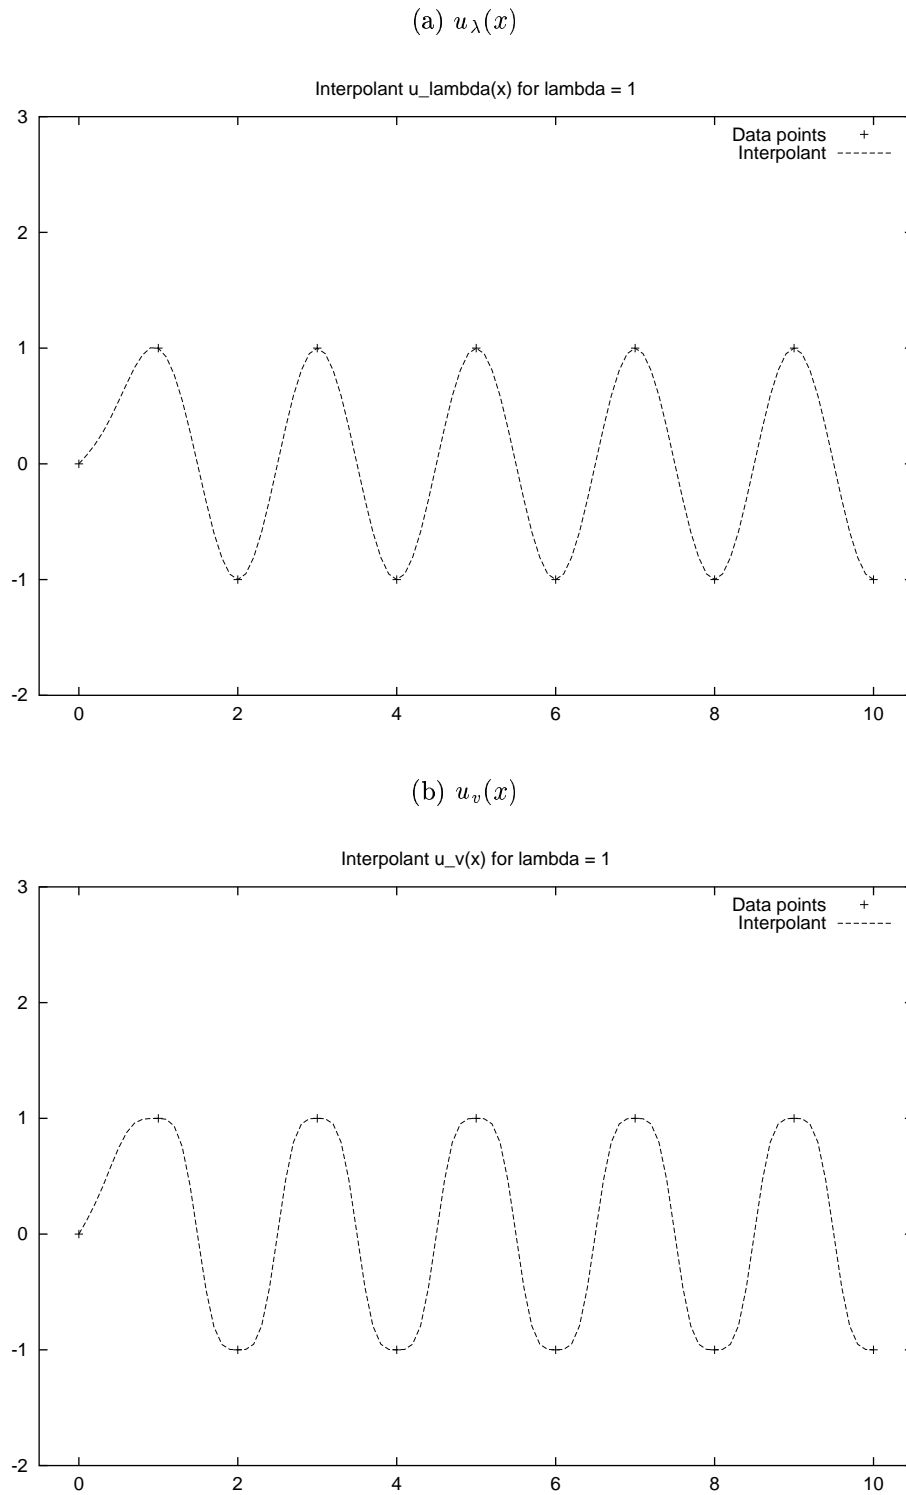 (a) u_λ(x)
Interpolant u_lambda(x) for lambda = 1
3
Data points
Interpolant
2
1
0
-1
-2
0 2 4 6 8 10
(b) u_v(x)
Interpolant u_v(x) for lambda = 1
3
Data points
Interpolant
2
1
0
-1
-2
0 2 4 6 8 10